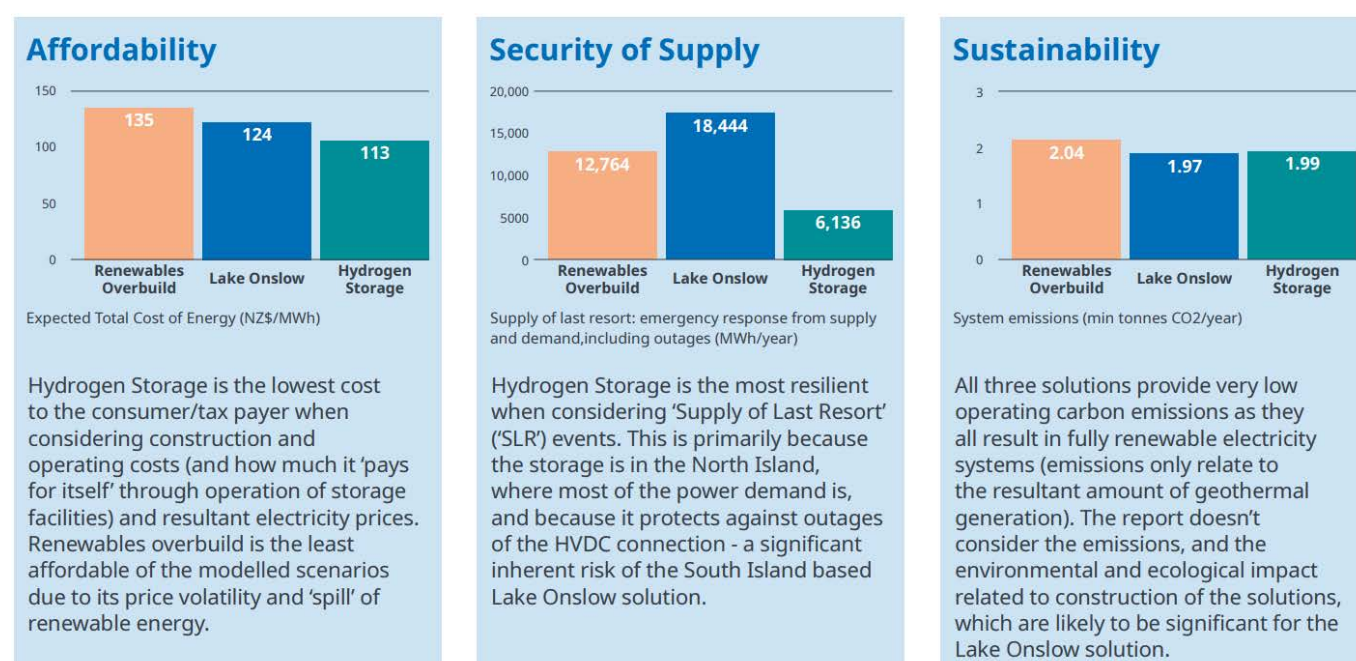 Affordability
150
100
50
0
135
124
113
Renewables
Overbuild
Lake Onslow
Hydrogen
Storage
Expected Total Cost of Energy (NZ$/MWh)
Hydrogen Storage is the lowest cost
to the consumer/tax payer when
considering construction and
operating costs (and how much it ‘pays
for itself’ through operation of storage
facilities) and resultant electricity prices.
Renewables overbuild is the least
affordable of the modelled scenarios
due to its price volatility and ‘spill’ of
renewable energy.
Security of Supply
20,000
15,000
10,000
5000
0
12,764
18,444
6,136
Renewables
Overbuild
Lake Onslow
Hydrogen
Storage
Supply of last resort: emergency response from supply
and demand,including outages (MWh/year)
Hydrogen Storage is the most resilient
when considering ‘Supply of Last Resort’
(‘SLR’) events. This is primarily because
the storage is in the North Island,
where most of the power demand is,
and because it protects against outages
of the HVDC connection - a significant
inherent risk of the South Island based
Lake Onslow solution.
Sustainability
3
2
1
0
2.04
1.97
1.99
Renewables
Overbuild
Lake Onslow
Hydrogen
Storage
System emissions (min tonnes CO2/year)
All three solutions provide very low
operating carbon emissions as they
all result in fully renewable electricity
systems (emissions only relate to
the resultant amount of geothermal
generation). The report doesn’t
consider the emissions, and the
environmental and ecological impact
related to construction of the solutions,
which are likely to be significant for the
Lake Onslow solution.